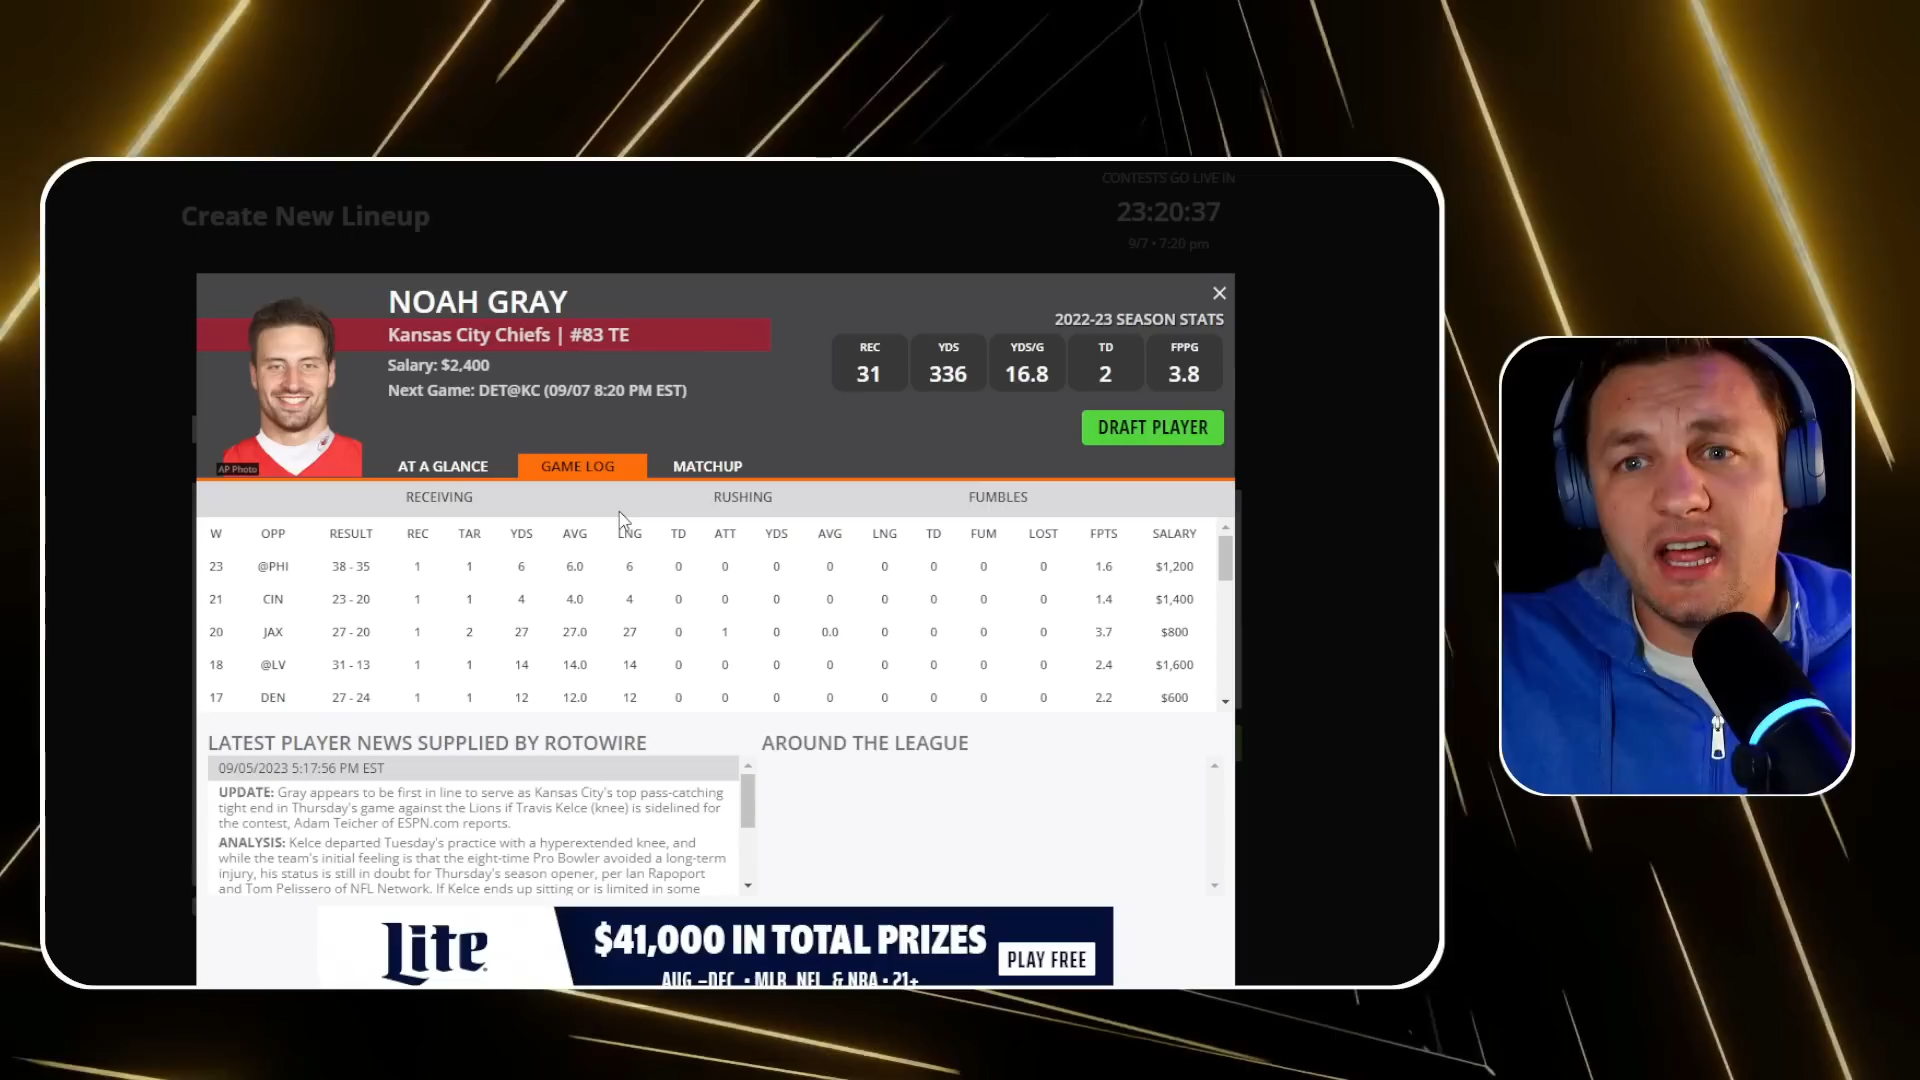 CONTESTS GO LIVE IN
Create New Lineup
23:20:37
9/7 • 7:20 pm
NOAH GRAY
Kansas City Chiefs | #83 TE
Salary: $2,400
Next Game: DET@KC (09/07 8:20 PM EST)
2022-23 SEASON STATS
REC YDS YDS/G TD FPPG
31 336 16.8 2 3.8
DRAFT PLAYER
AP Photo
AT A GLANCE GAME LOG MATCHUP
RECEIVING RUSHING FUMBLES
W OPP RESULT REC TAR YDS AVG LNG TD ATT YDS AVG LNG TD FUM LOST FPTS SALARY
23 @PHI 38 - 35 1 1 6 6.0 6 0 0 0 0 0 0 0 0 1.6 $1,200
21 CIN 23 - 20 1 1 4 4.0 4 0 0 0 0 0 0 0 0 1.4 $1,400
20 JAX 27 - 20 1 2 27 27.0 27 0 1 0 0.0 0 0 0 0 3.7 $800
18 @LV 31 - 13 1 1 14 14.0 14 0 0 0 0 0 0 0 0 2.4 $1,600
17 DEN 27 - 24 1 1 12 12.0 12 0 0 0 0 0 0 0 0 2.2 $600
LATEST PLAYER NEWS SUPPLIED BY ROTOWIRE
09/05/2023 5:17:56 PM EST
UPDATE: Gray appears to be first in line to serve as Kansas City's top pass-catching
tight end in Thursday's game against the Lions if Travis Kelce (knee) is sidelined for
the contest, Adam Teicher of ESPN.com reports.
ANALYSIS: Kelce departed Tuesday's practice with a hyperextended knee, and
while the team's initial feeling is that the eight-time Pro Bowler avoided a long-term
injury, his status is still in doubt for Thursday's season opener, per Ian Rapoport
and Tom Pelissero of NFL Network. If Kelce ends up sitting or is limited in some
AROUND THE LEAGUE
Lite
$41,000 IN TOTAL PRIZES
AUG –DEC • MLB, NFL, & NBA • 21+
PLAY FREE